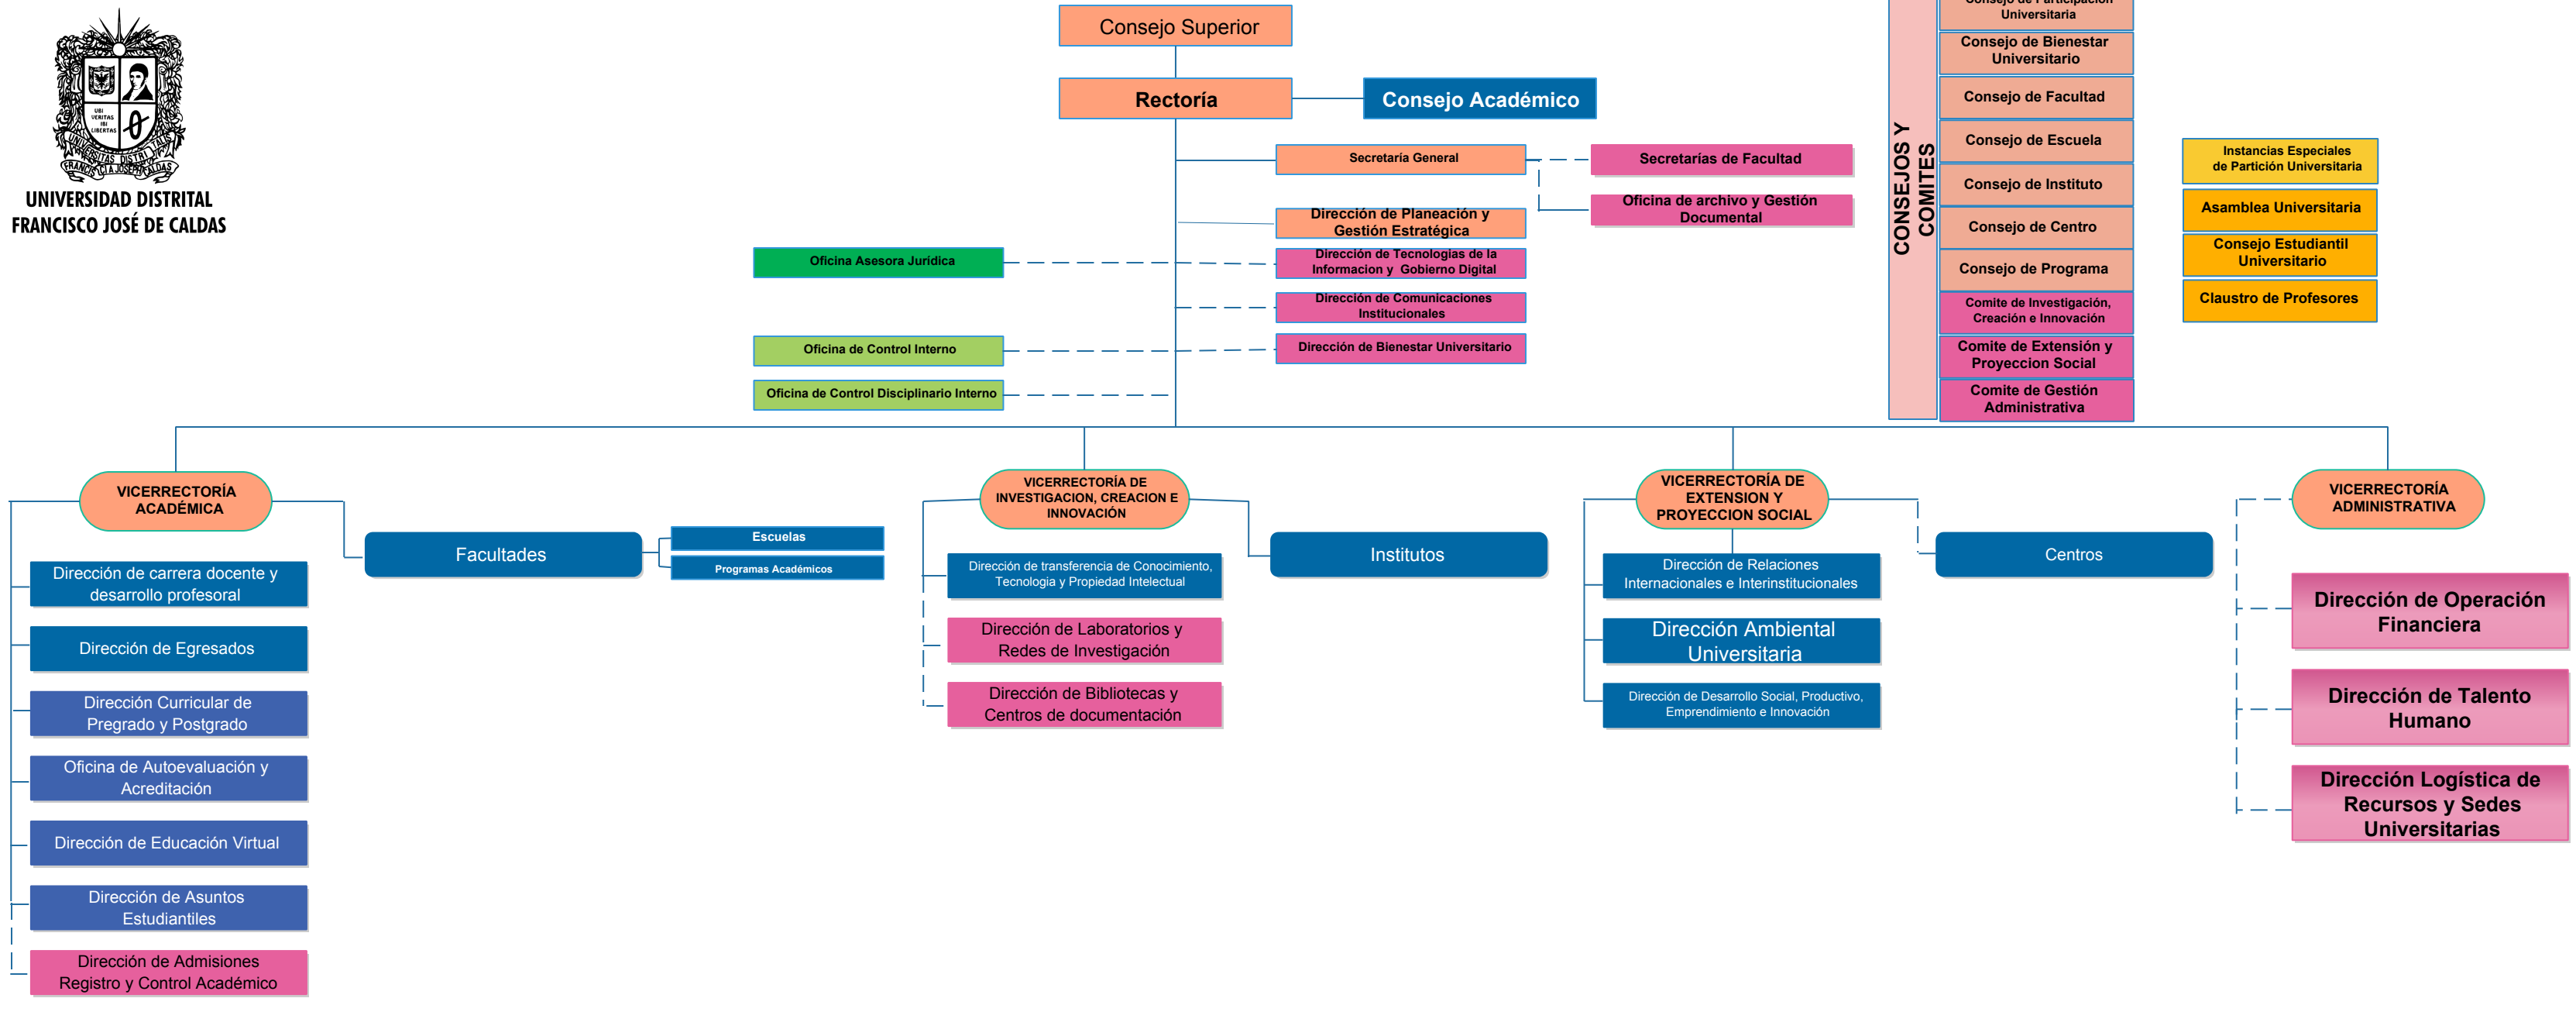 UBI
VERITAS
IBI
LIBERTAS
UNIVERSIDAD DISTRITAL
FRANCISCO JOSÉ DE CALDAS
Consejo Superior
Rectoría
Consejo Académico
Secretaría General
Secretarías de Facultad
Oficina de archivo y Gestión
Documental
Dirección de Planeación y
Gestión Estratégica
Oficina Asesora Jurídica
Dirección de Tecnologias de la
Informacion y Gobierno Digital
Dirección de Comunicaciones
Institucionales
Oficina de Control Interno
Dirección de Bienestar Universitario
Oficina de Control Disciplinario Interno
CONSEJOS Y
COMITES
Consejo de Participación
Universitaria
Consejo de Bienestar
Universitario
Consejo de Facultad
Consejo de Escuela
Consejo de Instituto
Consejo de Centro
Consejo de Programa
Comite de Investigación,
Creación e Innovación
Comite de Extensión y
Proyeccion Social
Comite de Gestión
Administrativa
Instancias Especiales
de Partición Universitaria
Asamblea Universitaria
Consejo Estudiantil
Universitario
Claustro de Profesores
VICERRECTORÍA
ACADÉMICA
Facultades
Escuelas
Programas Académicos
Dirección de carrera docente y
desarrollo profesoral
Dirección de Egresados
Dirección Curricular de
Pregrado y Postgrado
Oficina de Autoevaluación y
Acreditación
Dirección de Educación Virtual
Dirección de Asuntos
Estudiantiles
Dirección de Admisiones
Registro y Control Académico
VICERRECTORÍA DE
INVESTIGACION, CREACION E
INNOVACIÓN
Institutos
Dirección de transferencia de Conocimiento,
Tecnologia y Propiedad Intelectual
Dirección de Laboratorios y
Redes de Investigación
Dirección de Bibliotecas y
Centros de documentación
VICERRECTORÍA DE
EXTENSION Y
PROYECCION SOCIAL
Centros
Dirección de Relaciones
Internacionales e Interinstitucionales
Dirección Ambiental
Universitaria
Dirección de Desarrollo Social, Productivo,
Emprendimiento e Innovación
VICERRECTORÍA
ADMINISTRATIVA
Dirección de Operación
Financiera
Dirección de Talento
Humano
Dirección Logística de
Recursos y Sedes
Universitarias